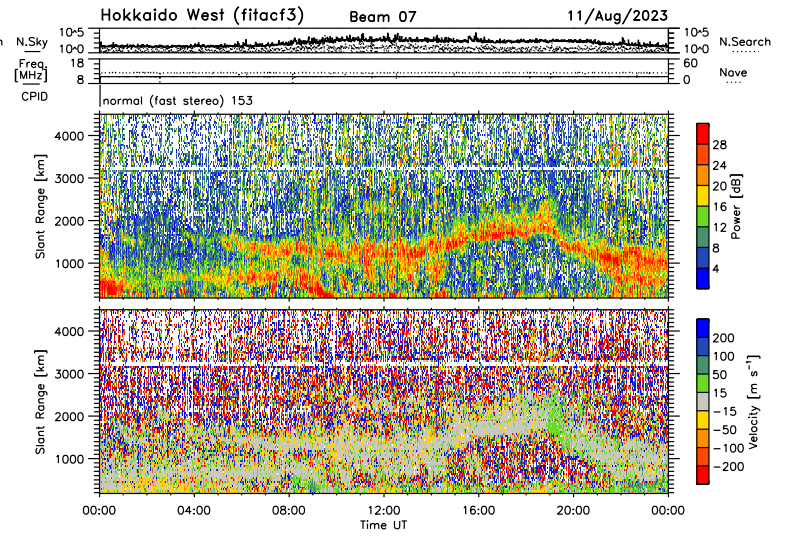 Hokkaido West (fitacf3) Beam 07 11/Aug/2023
N.Sky 10^5 10^0 10^5 10^0 N.Search
Freq. [MHz] 18 8 60 0 Nave
CPID normal (fast stereo) 153
Slant Range [km] 4000 3000 2000 1000
Power [dB] 28 24 20 16 12 8 4
Slant Range [km] 4000 3000 2000 1000
Velocity [m s⁻¹] 200 100 50 15 −15 −50 −100 −200
00:00 04:00 08:00 12:00 16:00 20:00 00:00
Time UT